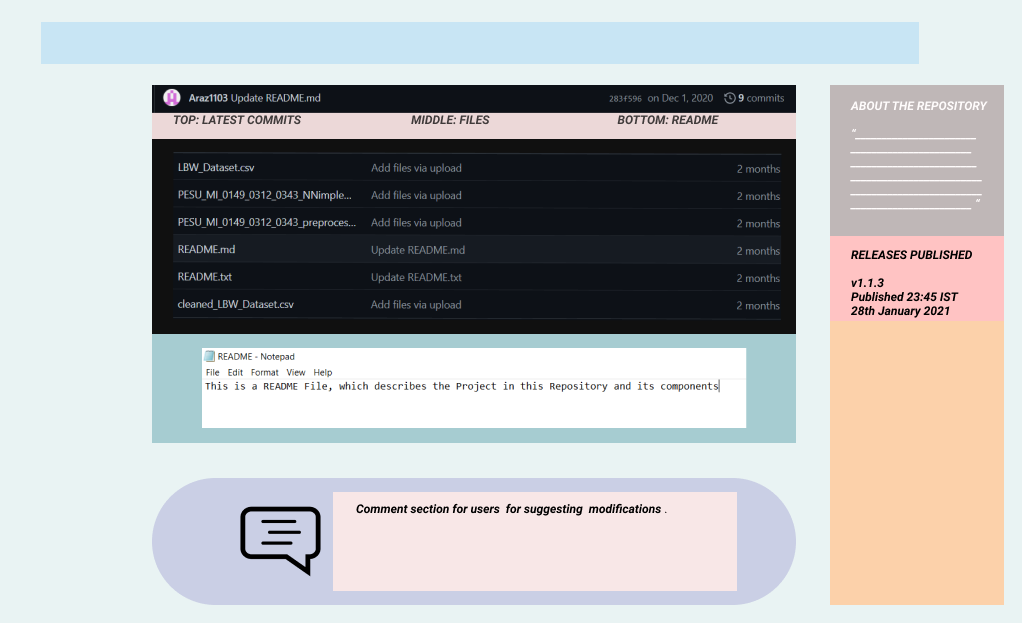 Araz1103 Update README.md 283f596 on Dec 1, 2020 9 commits
TOP: LATEST COMMITS MIDDLE: FILES BOTTOM: README
LBW_Dataset.csv Add files via upload 2 months
PESU_MI_0149_0312_0343_NNimple... Add files via upload 2 months
PESU_MI_0149_0312_0343_preproces... Add files via upload 2 months
README.md Update README.md 2 months
README.txt Update README.txt 2 months
cleaned_LBW_Dataset.csv Add files via upload 2 months
README - Notepad
File Edit Format View Help
This is a README File, which describes the Project in this Repository and its components
Comment section for users for suggesting modifications .
ABOUT THE REPOSITORY
“
“
RELEASES PUBLISHED
v1.1.3
Published 23:45 IST
28th January 2021